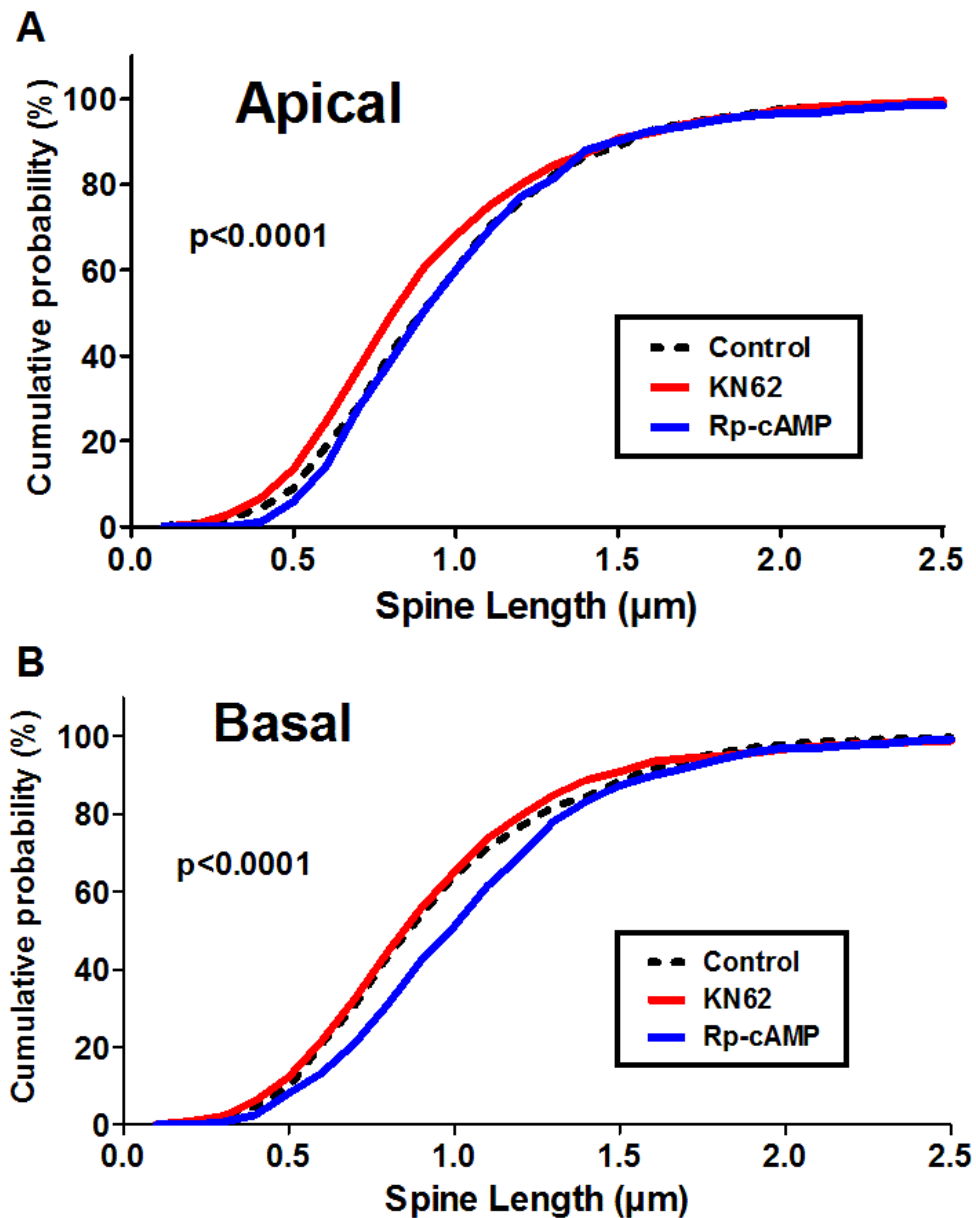 A
Apical
p<0.0001
Cumulative probability (%)
100
80
60
40
20
0
Control
KN62
Rp-cAMP
0.0 0.5 1.0 1.5 2.0 2.5
Spine Length (µm)
B
Basal
p<0.0001
Cumulative probability (%)
100
80
60
40
20
0
Control
KN62
Rp-cAMP
0.0 0.5 1.0 1.5 2.0 2.5
Spine Length (µm)